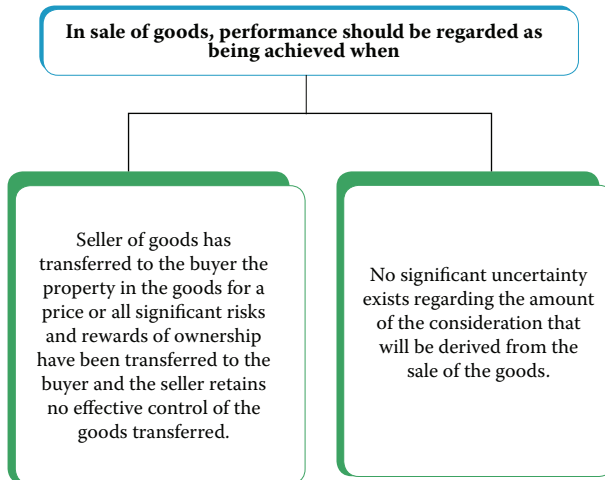 In sale of goods, performance should be regarded as
being achieved when
Seller of goods has
transferred to the buyer the
property in the goods for a
price or all significant risks
and rewards of ownership
have been transferred to the
buyer and the seller retains
no effective control of the
goods transferred.
No significant uncertainty
exists regarding the amount
of the consideration that
will be derived from the
sale of the goods.